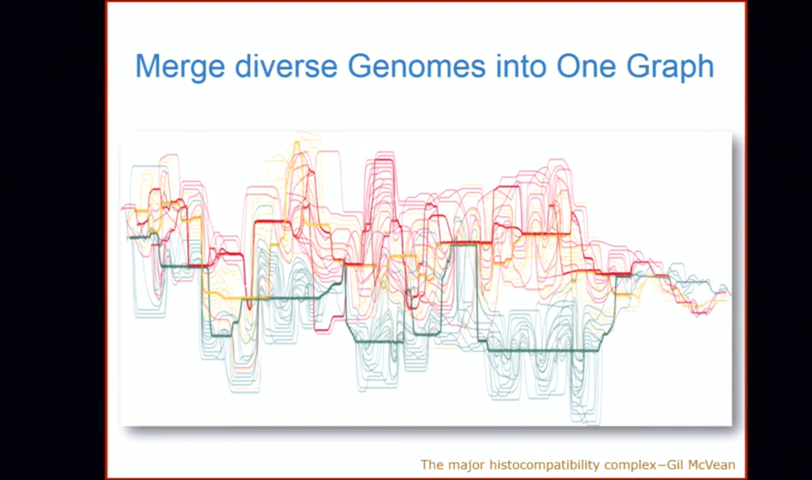 Merge diverse Genomes into One Graph
The major histocompatibility complex−Gil McVean